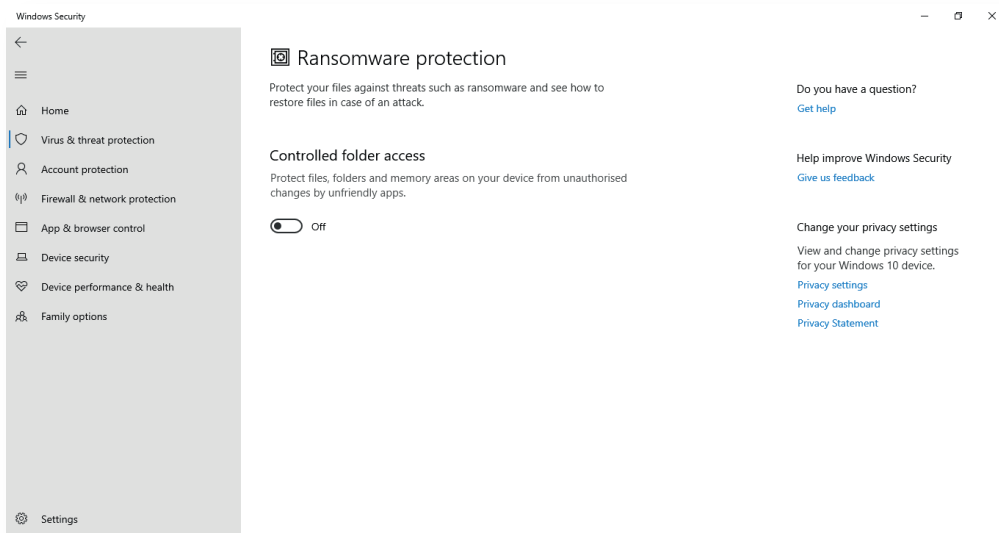 Windows Security
Home
Virus & threat protection
Account protection
Firewall & network protection
App & browser control
Device security
Device performance & health
Family options
Settings
Ransomware protection
Protect your files against threats such as ransomware and see how to
restore files in case of an attack.
Controlled folder access
Protect files, folders and memory areas on your device from unauthorised
changes by unfriendly apps.
Off
Do you have a question?
Get help
Help improve Windows Security
Give us feedback
Change your privacy settings
View and change privacy settings
for your Windows 10 device.
Privacy settings
Privacy dashboard
Privacy Statement